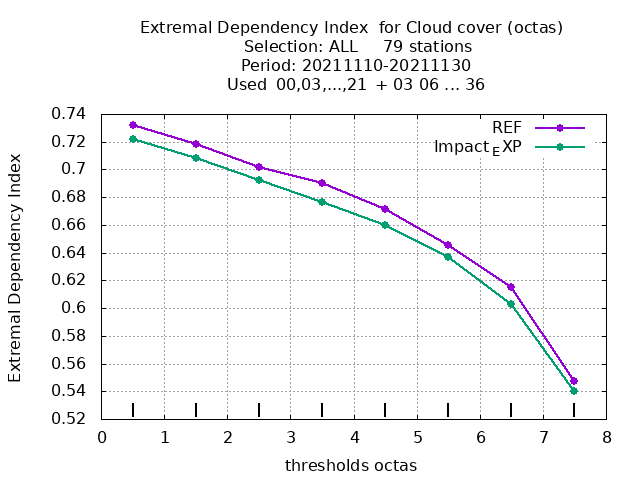 Extremal Dependency Index  for Cloud cover (octas)
Selection: ALL     79 stations
Period: 20211110-20211130
Used  00,03,...,21  + 03 06 ... 36
Extremal Dependency Index
0.74
0.72
0.7
0.68
0.66
0.64
0.62
0.6
0.58
0.56
0.54
0.52
REF
Impact_EXP
0 1 2 3 4 5 6 7 8
thresholds octas